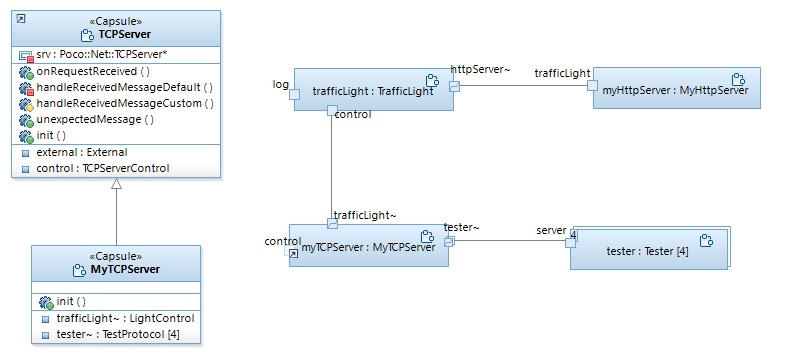 «Capsule»
TCPServer
srv : Poco::Net::TCPServer*
onRequestReceived ( )
handleReceivedMessageDefault ( )
handleReceivedMessageCustom ( )
unexpectedMessage ( )
init ( )
external : External
control : TCPServerControl
«Capsule»
MyTCPServer
init ( )
trafficLight~ : LightControl
tester~ : TestProtocol [4]
log
trafficLight : TrafficLight
httpServer~
trafficLight
myHttpServer : MyHttpServer
control
trafficLight~
control
myTCPServer : MyTCPServer
tester~
server
4
tester : Tester [4]